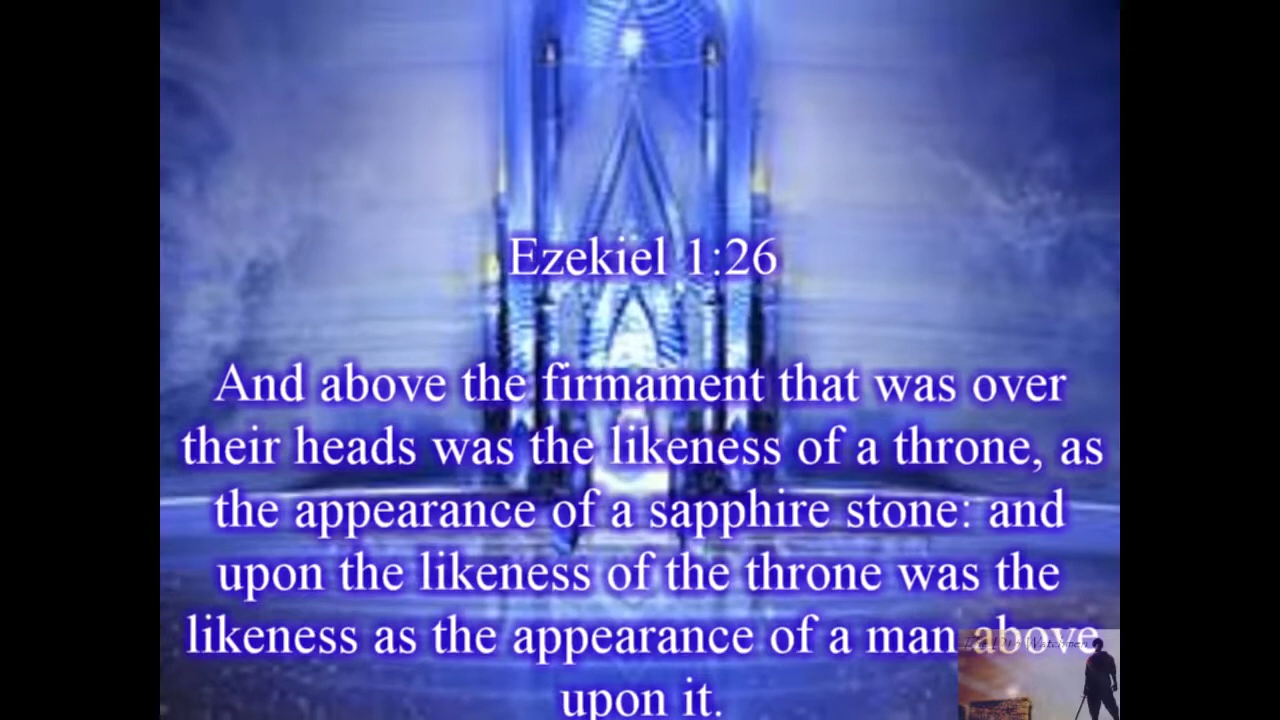 Ezekiel 1:26
And above the firmament that was over
their heads was the likeness of a throne, as
the appearance of a sapphire stone: and
upon the likeness of the throne was the
likeness as the appearance of a man above
upon it.